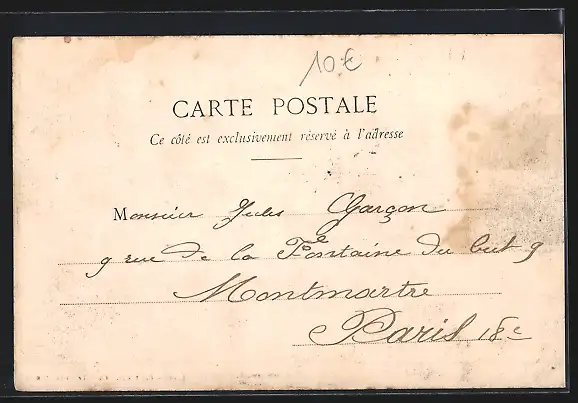 10€
CARTE POSTALE
Ce côté est exclusivement réservé à l'adresse
Monsieur Jules Garçon
9 rue de la Fontaine du but 9
Montmartre
Paris 18e